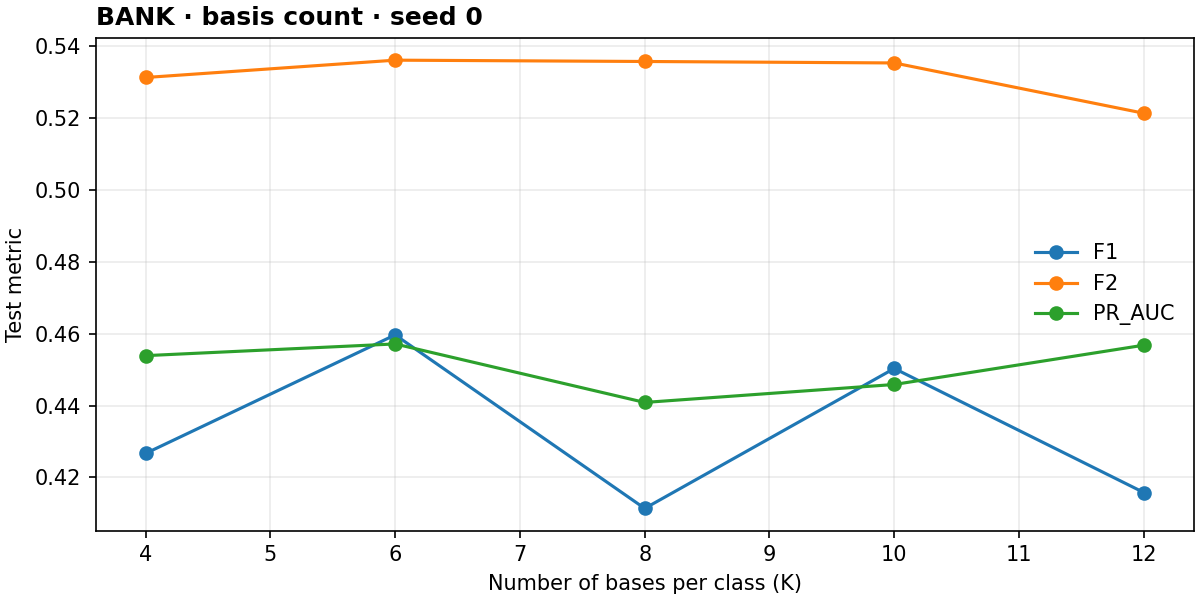 BANK · basis count · seed 0
0.54
0.52
0.50
0.48
0.46
0.44
0.42
Test metric
F1
F2
PR_AUC
4 5 6 7 8 9 10 11 12
Number of bases per class (K)